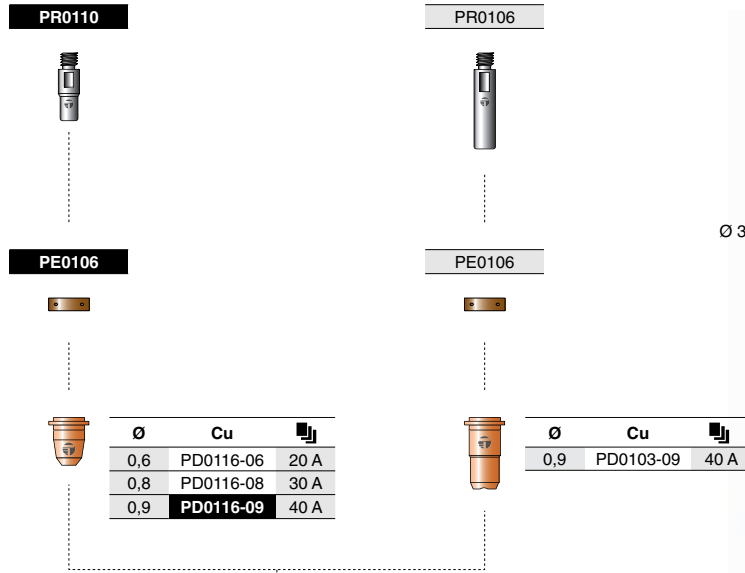 PR0110
PR0106
Ø 3
PE0106
PE0106
Ø Cu
0,6 PD0116-06 20 A
0,8 PD0116-08 30 A
0,9 PD0116-09 40 A
Ø Cu
0,9 PD0103-09 40 A